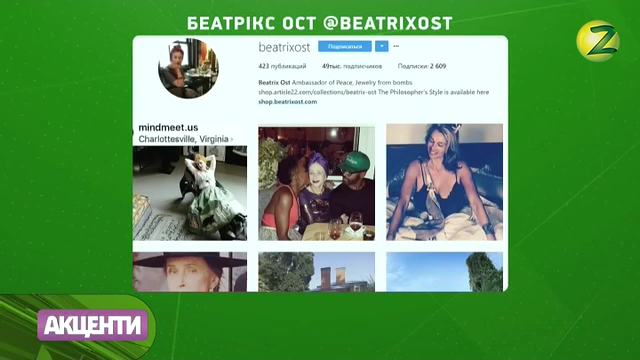 БЕАТРІКС ОСТ @BEATRIXOST
Z
beatrixost
Подписаться
423 публикаций 49тыс. подписчиков Подписки: 2 609
Beatrix Ost Ambassador of Peace, Jewelry from bombs
shop.article22.com/collections/beatrix-ost The Philosopher's Style is available here
shop.beatrixost.com
mindmeet.us
Charlottesville, Virginia ›
АКЦЕНТИ